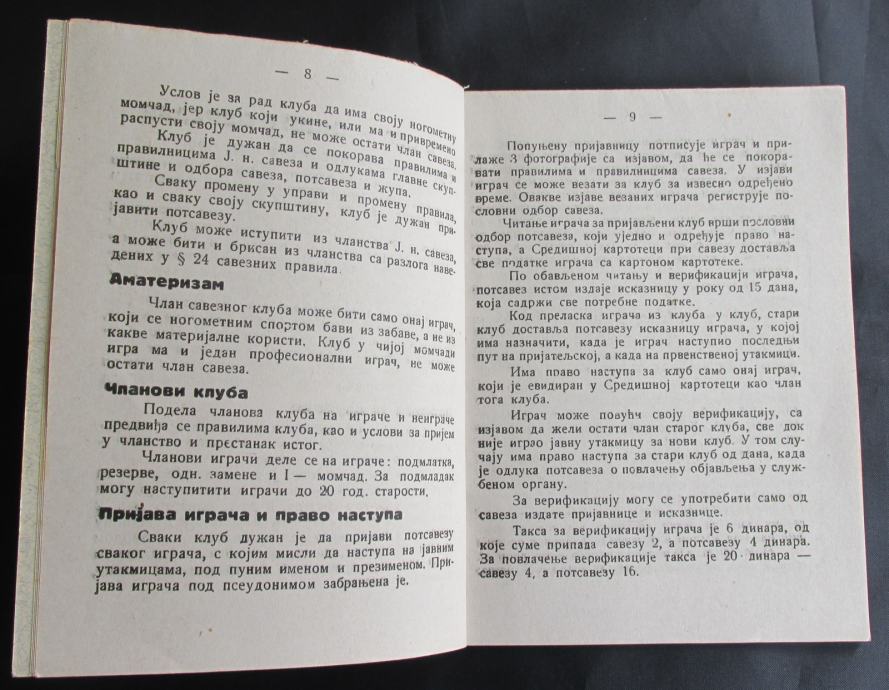 — 8 —
Услов је за рад клуба да има своју ногометну
момчад, јер клуб који укине, или ма и привремено
распусти своју момчад, не може остати члан савеза.
Клуб је дужан да се покорава правилима и
правилницима Ј. н. савеза и одлукама главне скуп-
штине и одбора савеза, потсавеза и жупа.
Сваку промену у управи и промену правила,
као и сваку своју скупштину, клуб је дужан при-
јавити потсавезу.
Клуб може иступити из чланства Ј. н. савеза,
а може бити и брисан из чланства са разлога наве-
дених у § 24 савезних правила.
Аматеризам
Члан савезног клуба може бити само онај играч,
који се ногометним спортом бави из забаве, а не из
какве материјалне користи. Клуб у чијој момчади
игра ма и један професионални играч, не може
остати члан савеза.
Чланови клуба
Подела чланова клуба на играче и неиграче
предвиђа се правилима клуба, као и услови за пријем
у чланство и престанак истог.
Чланови играчи деле се на играче: подмлатка,
резерве, одн. замене и I — момчад. За подмладак
могу наступитити играчи до 20 год. старости.
Пријава играча и право наступа
Сваки клуб дужан је да пријави потсавезу
сваког играча, с којим мисли да наступа на јавним
утакмицама, под пуним именом и презименом. При-
јава играча под псеудонимом забрањена је.
— 9 —
Попуњену пријавницу потписује играч и при-
лаже 3 фотографије са изјавом, да ће се покора-
вати правилима и правилницима савеза. У изјави
играч се може везати за клуб за извесно одређено
време. Овакве изјаве везаних играча региструје по-
словни одбор савеза.
Читање играча за пријављени клуб врши пословни
одбор потсавеза, који уједно и одређује право на-
ступа, а Средишној картотеци при савезу доставља
све податке играча са картоном картотеке.
По обављеном читању и верификацији играча,
потсавез истом издаје исказницу у року од 15 дана,
која садржи све потребне податке.
Код преласка играча из клуба у клуб, стари
клуб доставља потсавезу исказницу играча, у којој
има назначити, када је играч наступио последњи
пут на пријатељској, а када на првенственој утакмици.
Има право наступа за клуб само онај играч,
који је евидиран у Средишној картотеци као члан
тога клуба.
Играч може повући своју верификацију, са
изјавом да жели остати члан старог клуба, све док
није играо јавну утакмицу за нови клуб. У том слу-
чају има право наступа за стари клуб од дана, када
је одлука потсавеза о повлачењу објављења у служ-
беном органу.
За верификацију могу се употребити само од
савеза издате пријавнице и исказнице.
Такса за верификацију играча је 6 динара, од
које суме припада савезу 2, а потсавезу 4 динара.
За повлачење верификације такса је 20 динара —
савезу 4, а потсавезу 16.